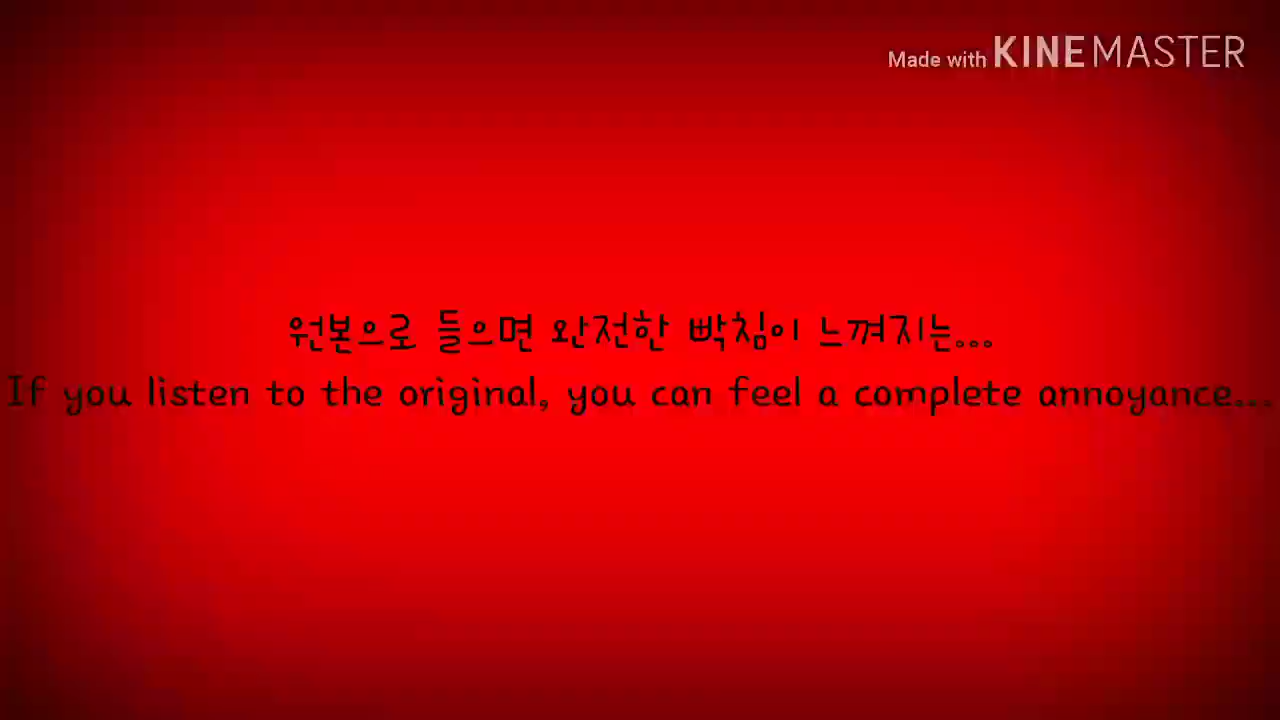 Made with KINEMASTER
원본으로 들으면 완전한 빡침이 느껴지는...
If you listen to the original, you can feel a complete annoyance...